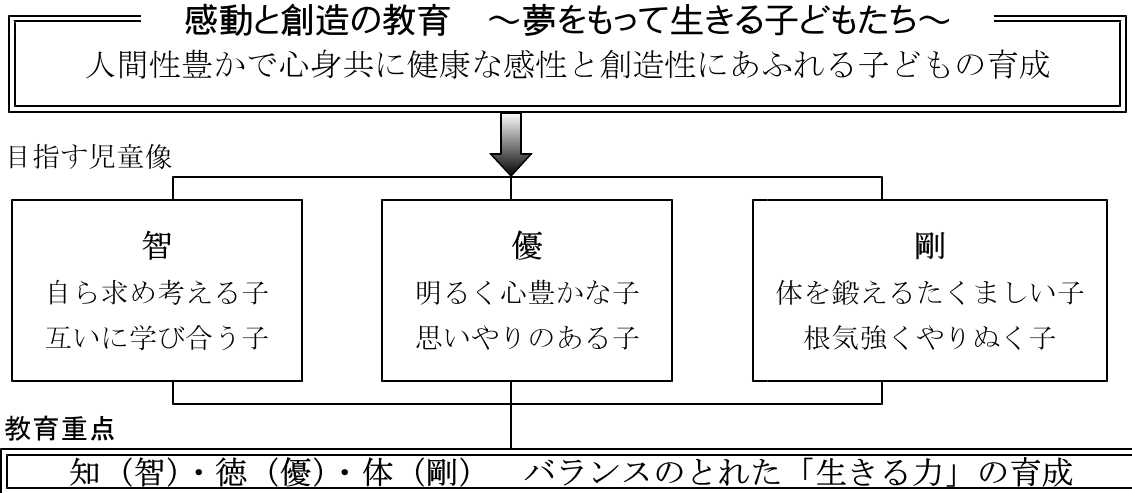 感動と創造の教育　～夢をもって生きる子どもたち～
人間性豊かで心身共に健康な感性と創造性にあふれる子どもの育成
目指す児童像
智
自ら求め考える子
互いに学び合う子
優
明るく心豊かな子
思いやりのある子
剛
体を鍛えるたくましい子
根気強くやりぬく子
教育重点
知（智）・徳（優）・体（剛）　バランスのとれた「生きる力」の育成